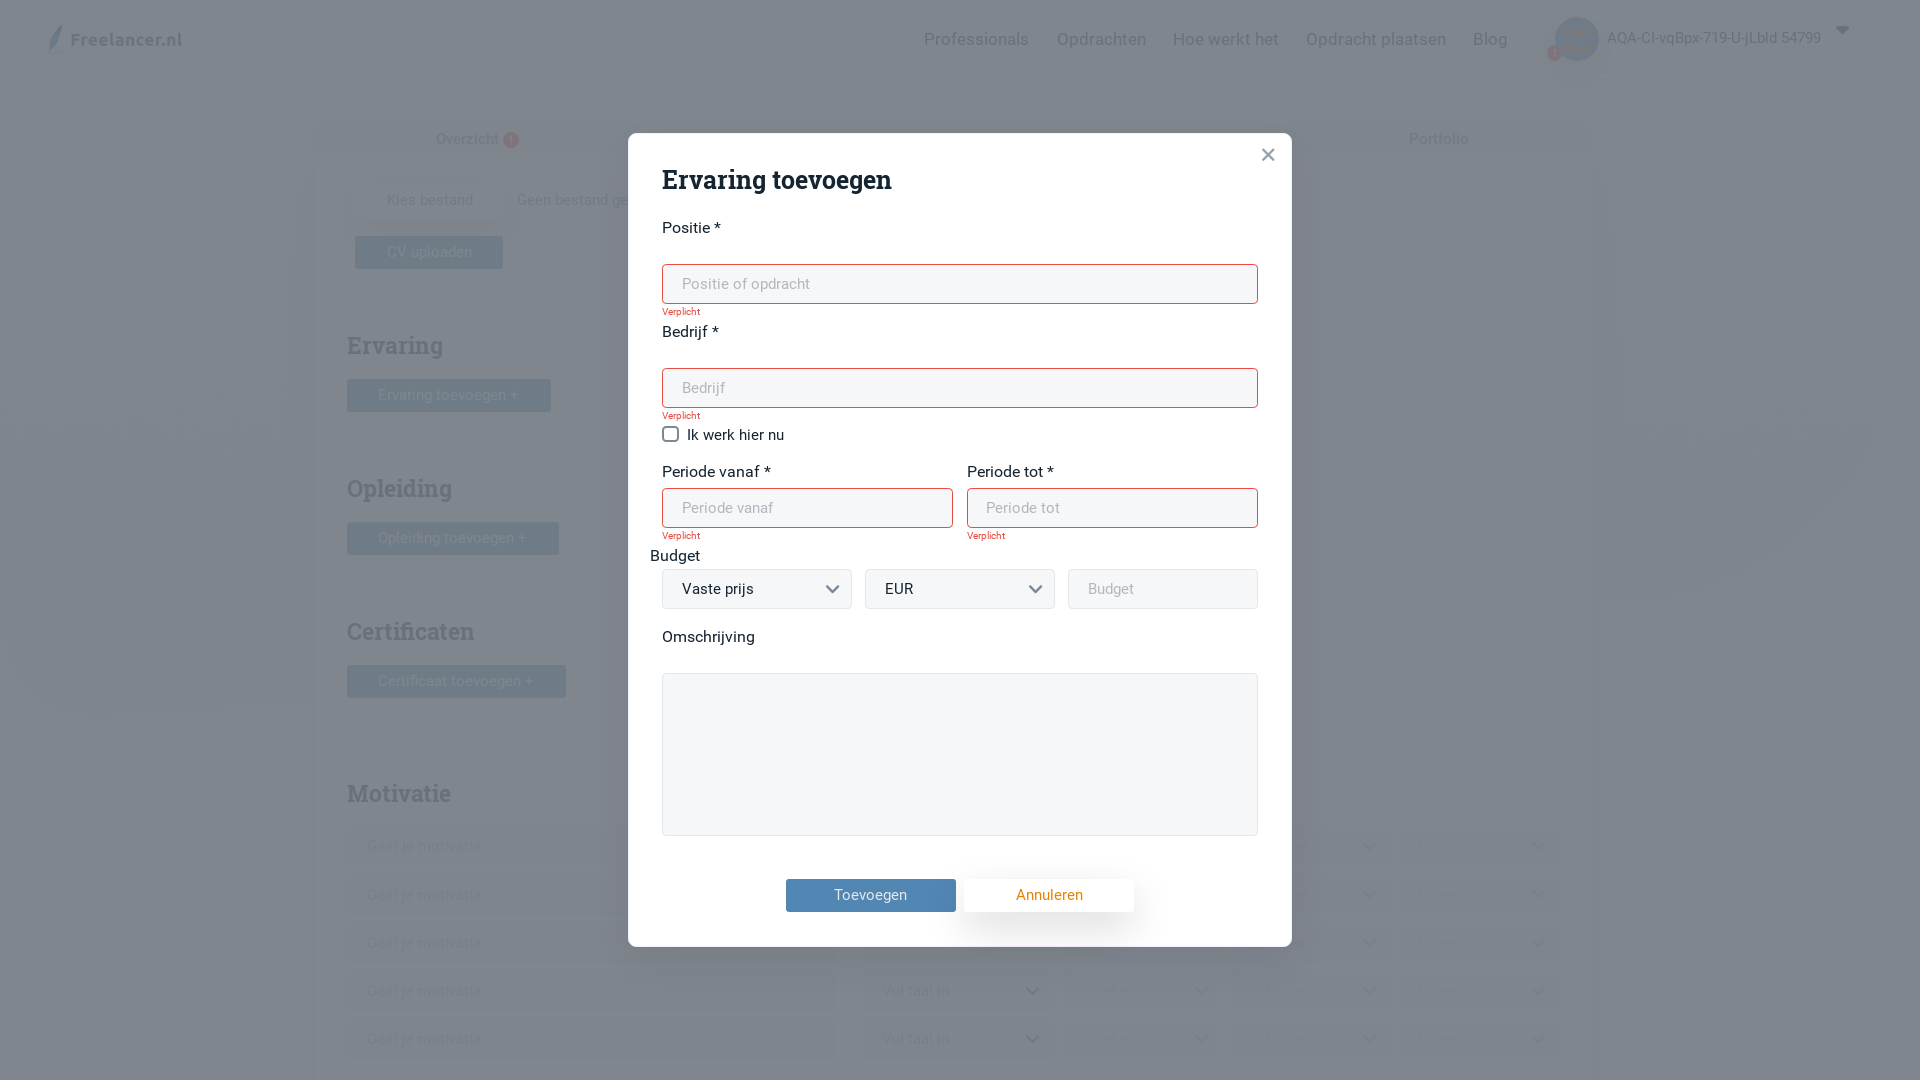 Freelancer.nl
Professionals
Opdrachten
Hoe werkt het
Opdracht plaatsen
Blog
1
AQA-CI-vqBpx-719-U-jLbId 54799
Overzicht
Portfolio
Kies bestand
Geen bestand ge
CV uploaden
Ervaring
Ervaring toevoegen +
Opleiding
Opleiding toevoegen +
Certificaten
Certificaat toevoegen +
Motivatie
Geef je motivatie
Geef je motivatie
Geef je motivatie
Geef je motivatie
Vul taal in
Geef je motivatie
Vul taal in
Ervaring toevoegen
Positie *
Positie of opdracht
Verplicht
Bedrijf *
Bedrijf
Verplicht
Ik werk hier nu
Periode vanaf *
Periode tot *
Periode vanaf
Periode tot
Verplicht
Verplicht
Budget
Vaste prijs
EUR
Budget
Omschrijving
Toevoegen
Annuleren